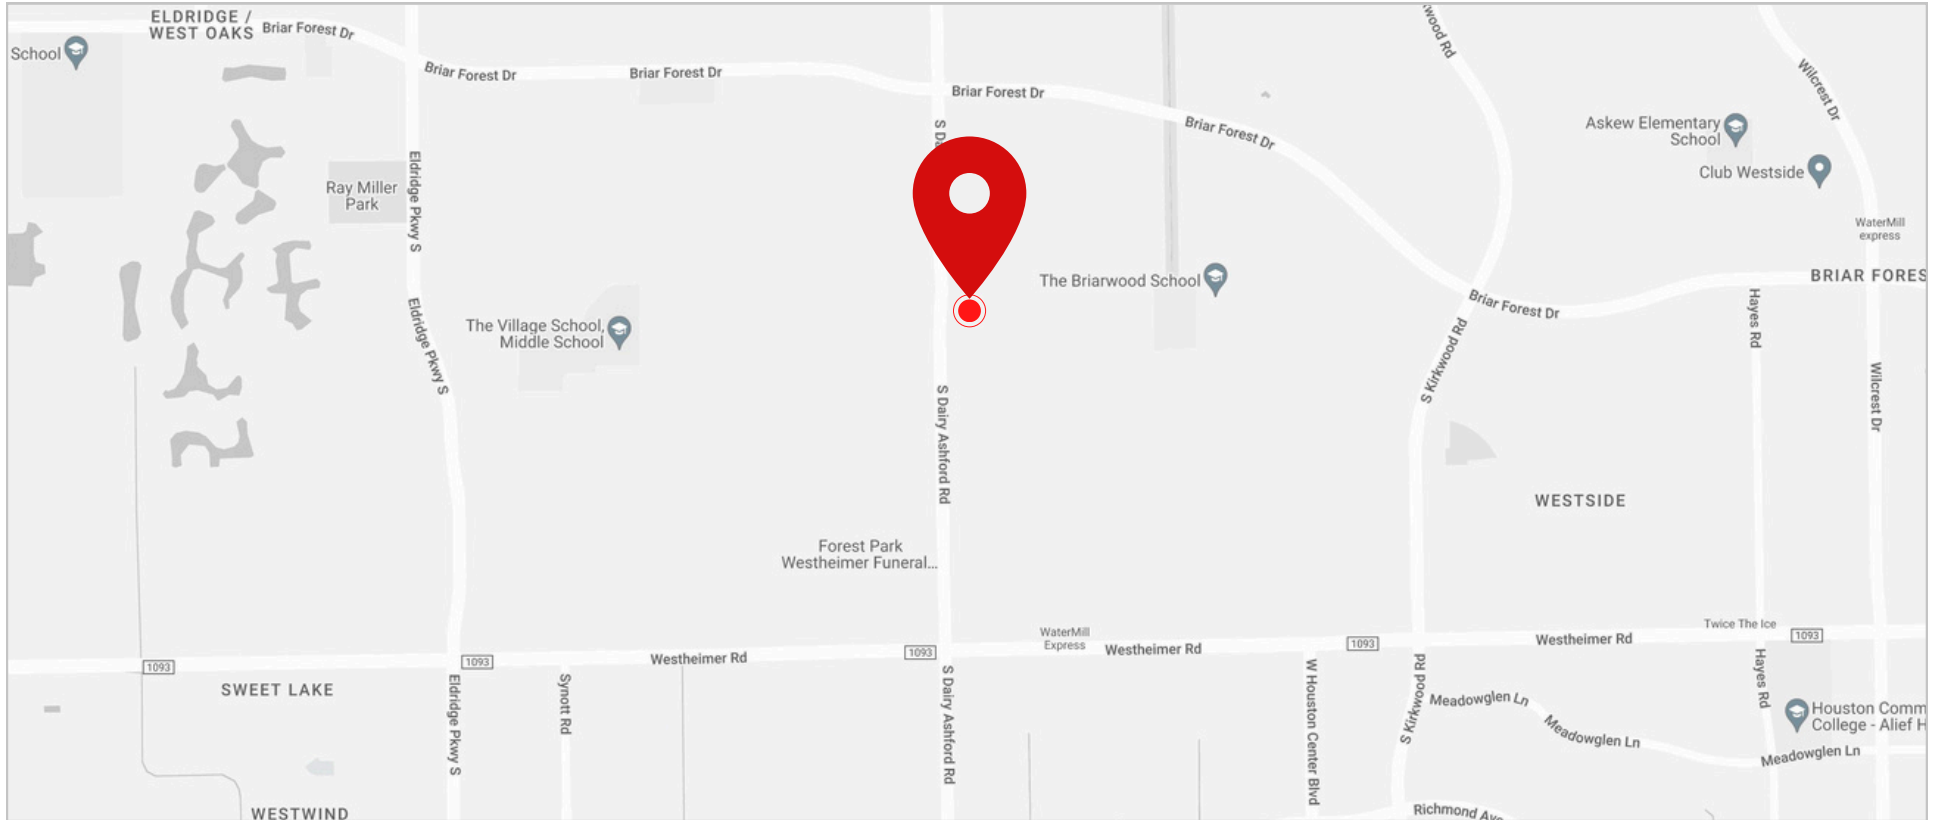 ELDRIDGE /
WEST OAKS
Briar Forest Dr
School
Briar Forest Dr
Briar Forest Dr
Briar Forest Dr
Briar Forest Dr
Wilcrest Dr
Askew Elementary
School
Club Westside
Eldridge Pkwy S
Ray Miller
Park
WaterMill
express
The Briarwood School
BRIAR FORES
Briar Forest Dr
Hayes Rd
Eldridge Pkwy S
The Village School,
Middle School
S Kirkwood Rd
Wilcrest Dr
S Dairy Ashford Rd
WESTSIDE
Forest Park
Westheimer Funeral...
WaterMill
Express
Twice The Ice
1093
1093
1093
1093
1093
Westheimer Rd
Westheimer Rd
Westheimer Rd
SWEET LAKE
Eldridge Pkwy S
Synott Rd
S Dairy Ashford Rd
W Houston Center Blvd
S Kirkwood Rd
Meadowglen Ln
Meadowglen Ln
Hayes Rd
Houston Comm
College - Alief H
Meadowglen Ln
WESTWIND
Richmond Ave